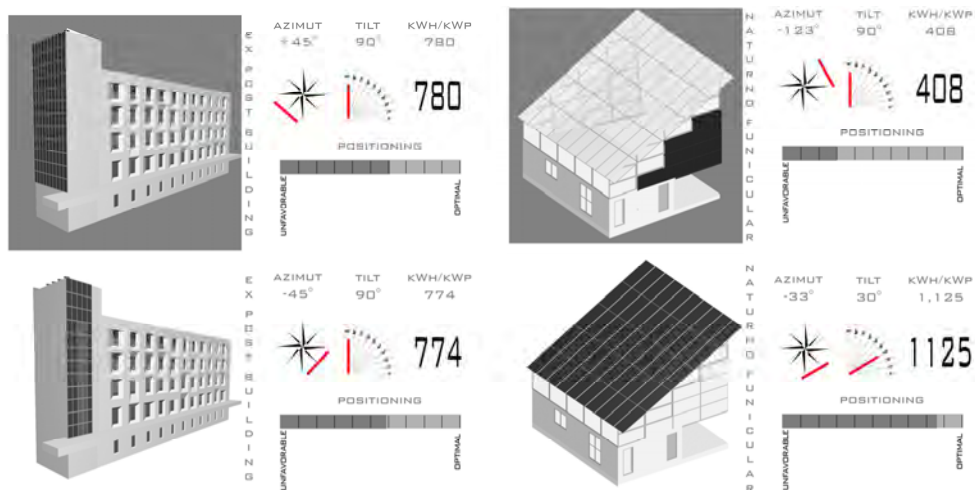 EX POST BUILDING
AZIMUT TILT KWH/KWP
+45° 90° 780
780
POSITIONING
UNFAVORABLE
OPTIMAL
NATURNO FUNICULAR
AZIMUT TILT KWH/KWP
-123° 90° 408
408
POSITIONING
UNFAVORABLE
OPTIMAL
EX POST BUILDING
AZIMUT TILT KWH/KWP
-45° 90° 774
774
POSITIONING
UNFAVORABLE
OPTIMAL
NATURNO FUNICULAR
AZIMUT TILT KWH/KWP
-33° 30° 1,125
1125
POSITIONING
UNFAVORABLE
OPTIMAL